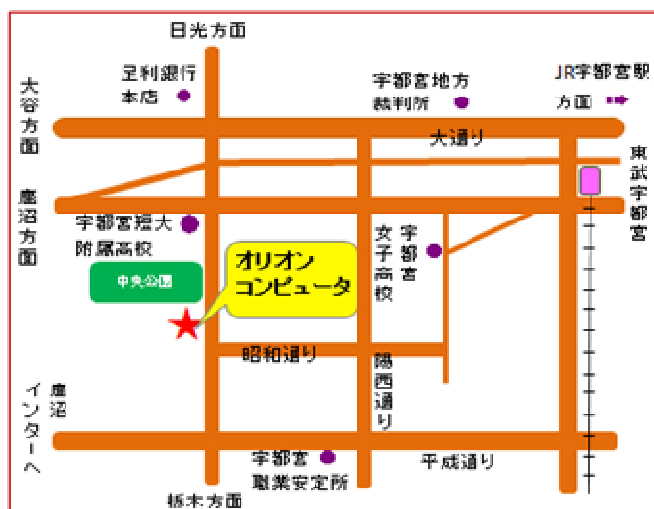 日光方面
足利銀行
本店
大谷方面
宇都宮地方
裁判所
JR宇都宮駅
方面
大通り
東武宇都宮
鹿沼方面
宇都宮短大
附属高校
中央公園
オリオン
コンピュータ
宇都宮
女子高校
昭和通り
陽西通り
鹿沼
インターへ
宇都宮
職業安定所
平成通り
栃木方面